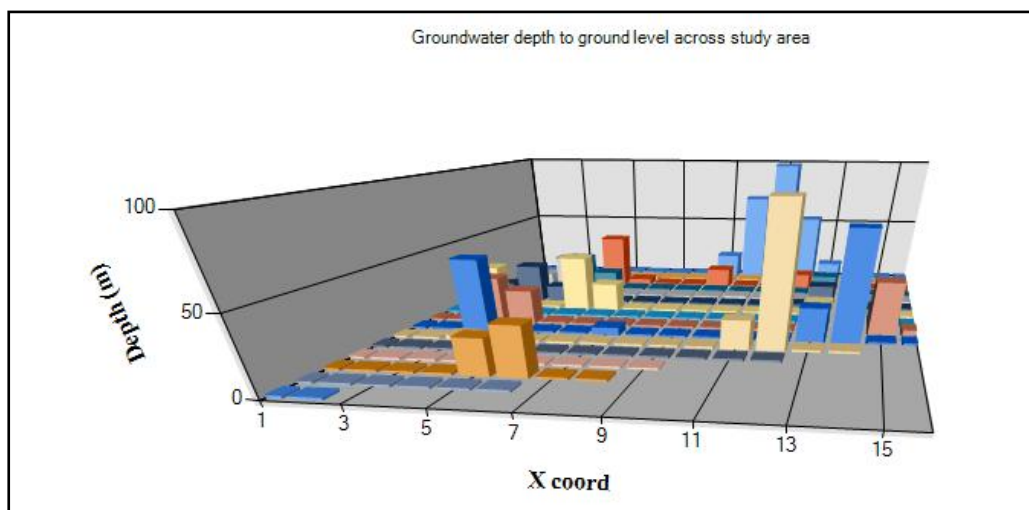 Groundwater depth to ground level across study area
100
50
0
Depth (m)
1 3 5 7 9 11 13 15
X coord